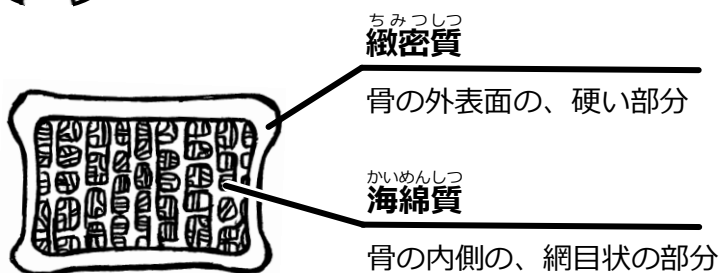 ちみつしつ
緻密質
骨の外表面の、硬い部分
かいめんしつ
海綿質
骨の内側の、網目状の部分